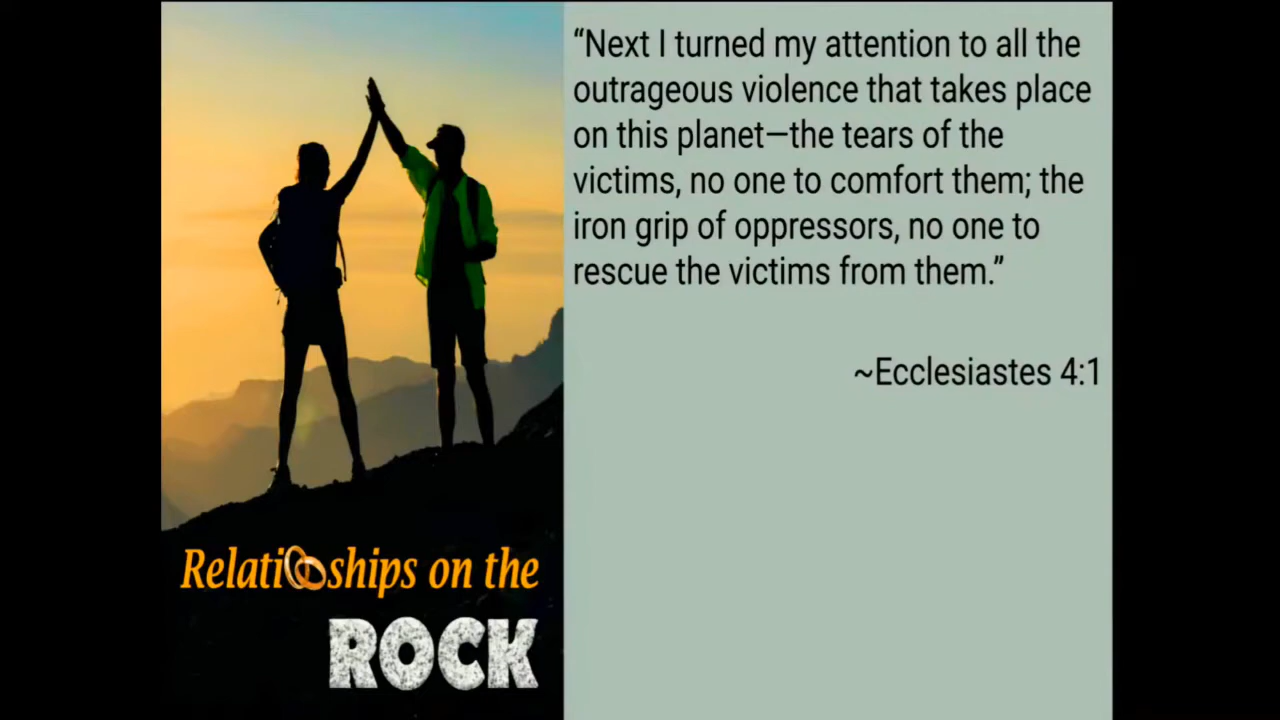 “Next I turned my attention to all the
outrageous violence that takes place
on this planet—the tears of the
victims, no one to comfort them; the
iron grip of oppressors, no one to
rescue the victims from them.”
~Ecclesiastes 4:1
Relationships on the
ROCK